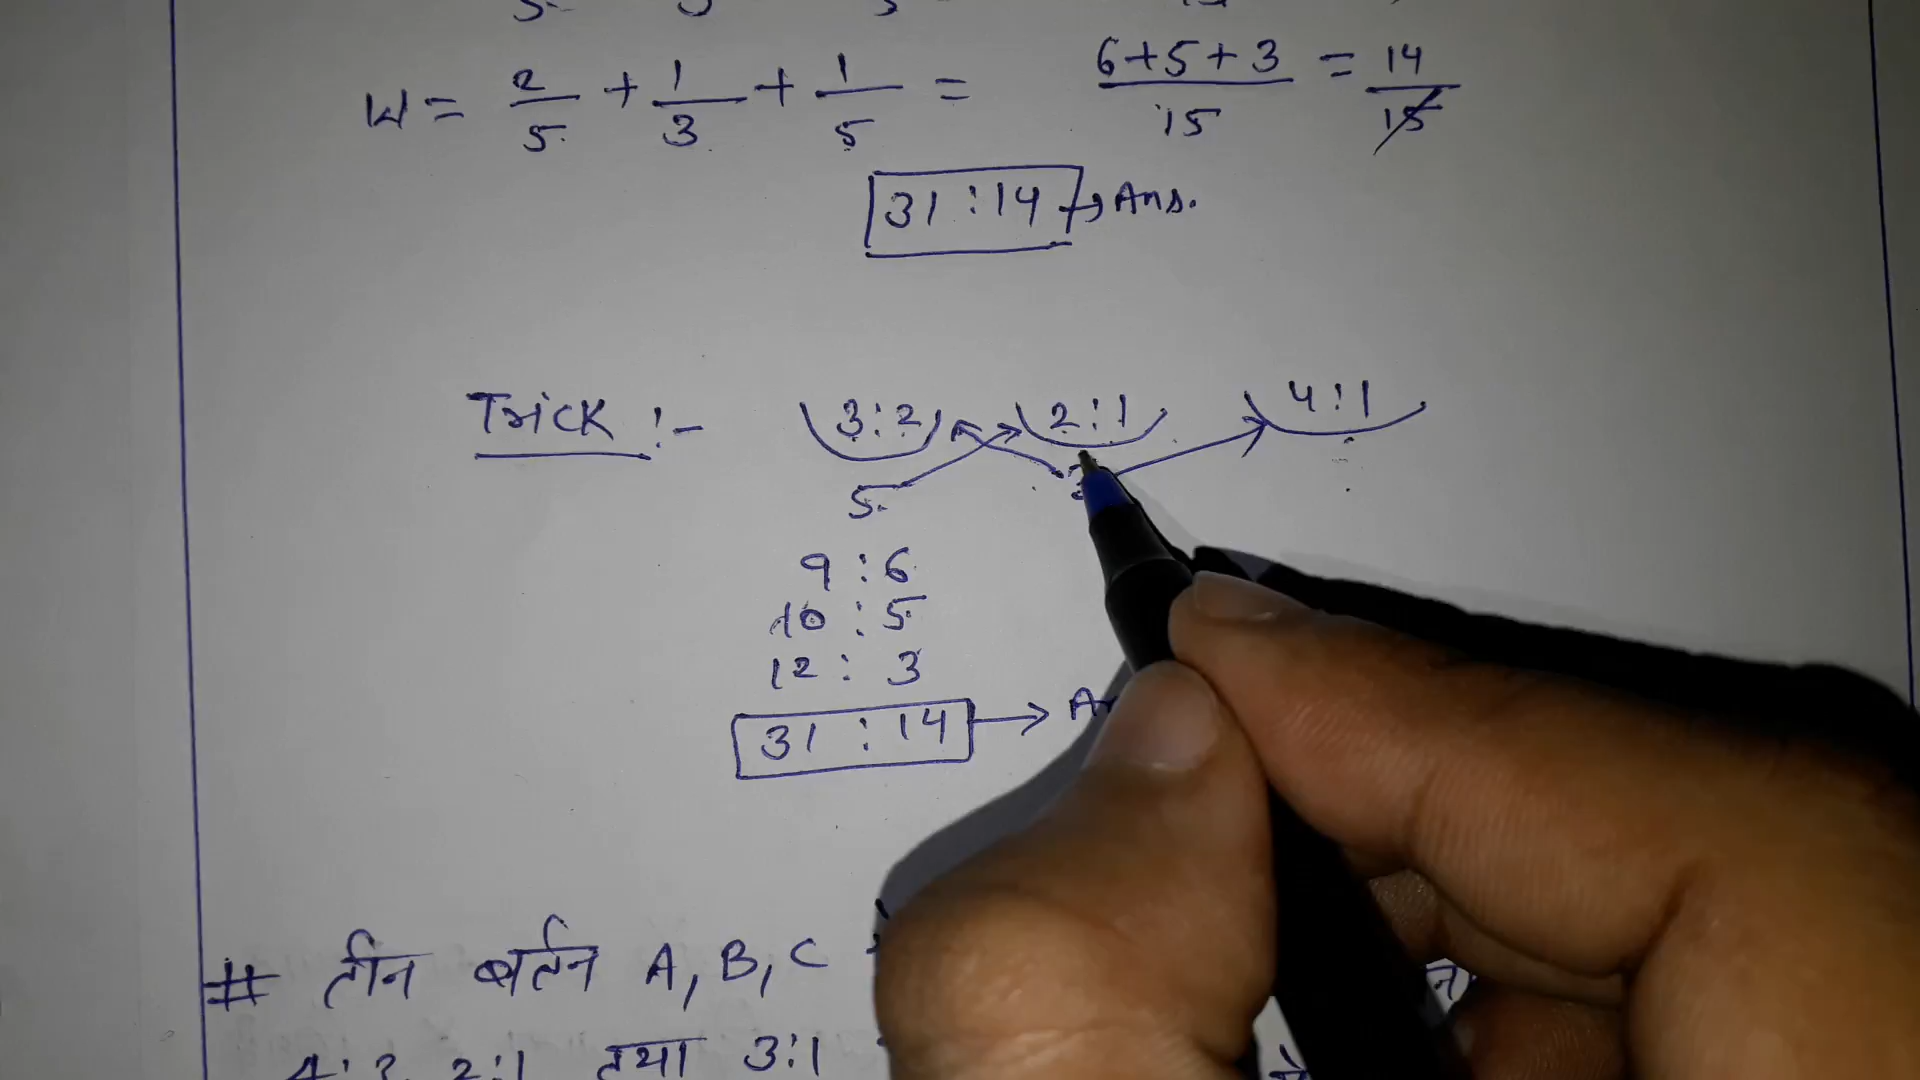 W = 2/5 + 1/3 + 1/5 = 6+5+3/15 = 14/15
31 : 14 → Ans.
Trick :- 3:2 2:1 4:1
5
9 : 6
10 : 5
12 : 3
31 : 14 →
# तीन बर्तन A, B, C
2:1 तथा 3:1